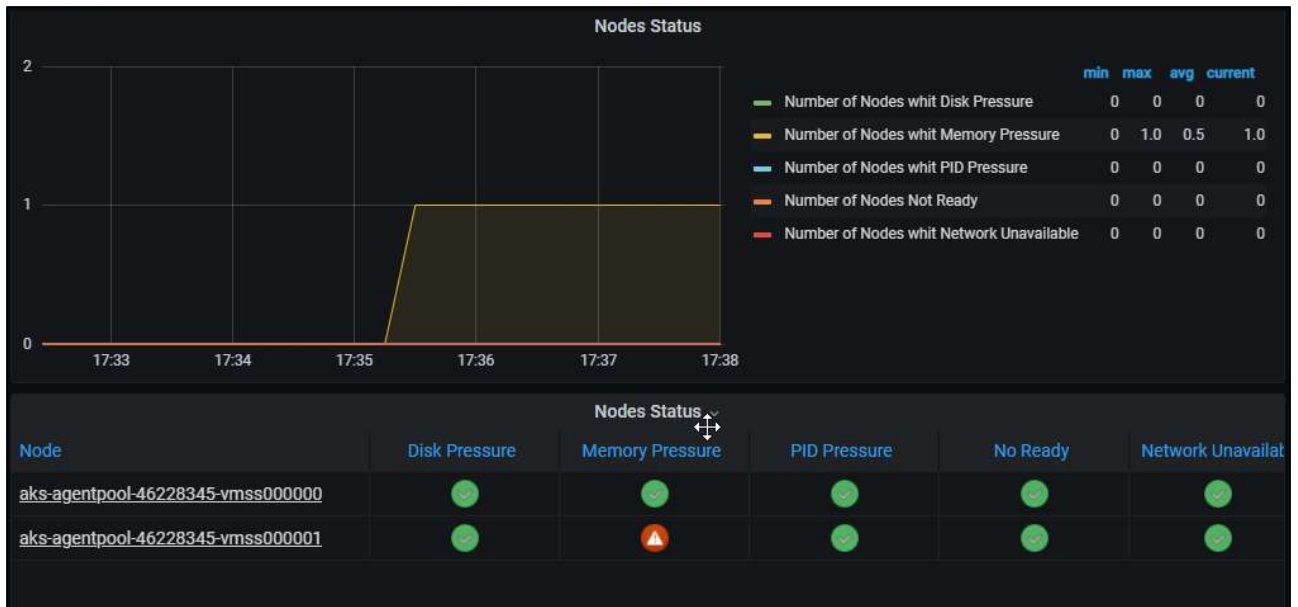 Nodes Status
2
1
0
17:33 17:34 17:35 17:36 17:37 17:38
min max avg current
Number of Nodes whit Disk Pressure 0 0 0 0
Number of Nodes whit Memory Pressure 0 1.0 0.5 1.0
Number of Nodes whit PID Pressure 0 0 0 0
Number of Nodes Not Ready 0 0 0 0
Number of Nodes whit Network Unavailable 0 0 0 0
Nodes Status
Node Disk Pressure Memory Pressure PID Pressure No Ready Network Unavailab
aks-agentpool-46228345-vmss000000
aks-agentpool-46228345-vmss000001